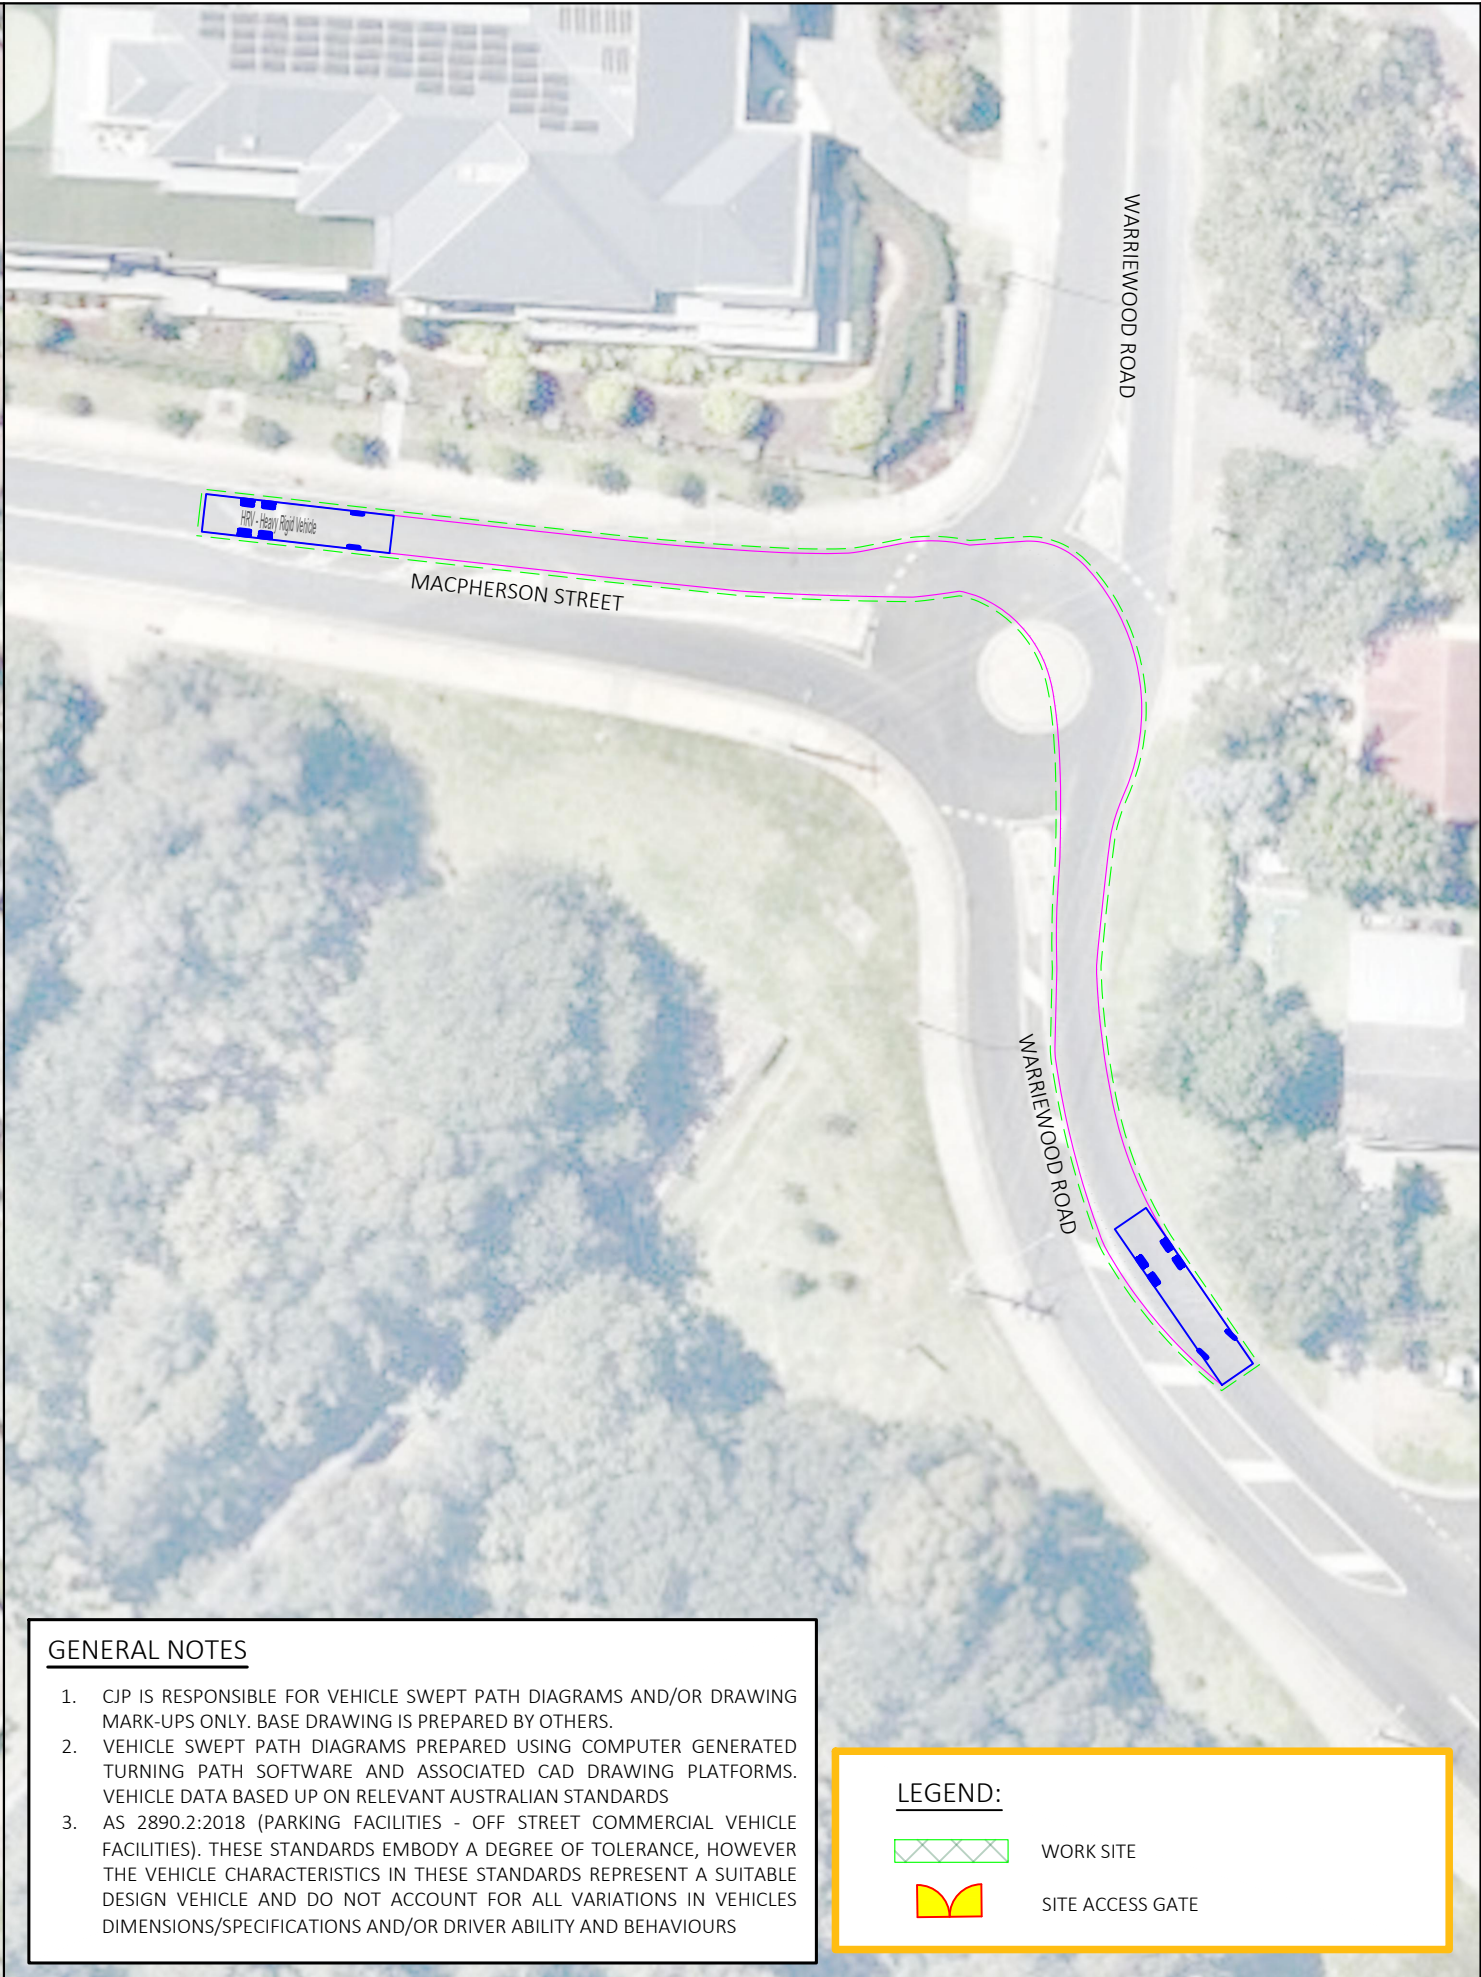 WARRIEWOOD ROAD
HRV - Heavy Rigid Vehicle
MACPHERSON STREET
WARRIEWOOD ROAD
GENERAL NOTES
1. CJP IS RESPONSIBLE FOR VEHICLE SWEPT PATH DIAGRAMS AND/OR DRAWING
MARK-UPS ONLY. BASE DRAWING IS PREPARED BY OTHERS.
2. VEHICLE SWEPT PATH DIAGRAMS PREPARED USING COMPUTER GENERATED
TURNING PATH SOFTWARE AND ASSOCIATED CAD DRAWING PLATFORMS.
VEHICLE DATA BASED UP ON RELEVANT AUSTRALIAN STANDARDS
3. AS 2890.2:2018 (PARKING FACILITIES - OFF STREET COMMERCIAL VEHICLE
FACILITIES). THESE STANDARDS EMBODY A DEGREE OF TOLERANCE, HOWEVER
THE VEHICLE CHARACTERISTICS IN THESE STANDARDS REPRESENT A SUITABLE
DESIGN VEHICLE AND DO NOT ACCOUNT FOR ALL VARIATIONS IN VEHICLES
DIMENSIONS/SPECIFICATIONS AND/OR DRIVER ABILITY AND BEHAVIOURS
LEGEND:
WORK SITE
SITE ACCESS GATE